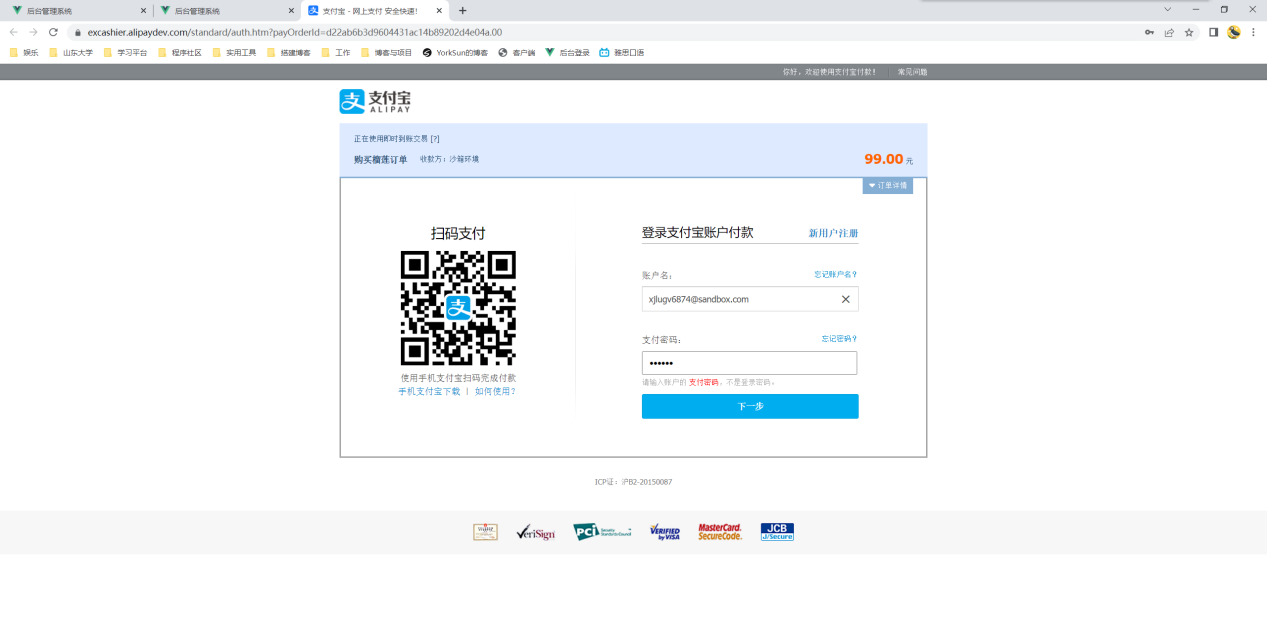 后台管理系统
后台管理系统
支付宝 - 网上支付 安全快速！
excashier.alipaydev.com/standard/auth.htm?payOrderId=d22ab6b3d9604431ac14b89202d4e04a.00
娱乐
山东大学
学习平台
程序社区
实用工具
搭建博客
工作
博客与项目
YorkSun的博客
客户端
后台登录
雅思口语
你好，欢迎使用支付宝付款！
常见问题
支付宝
ALIPAY
正在使用即时到账交易 [?]
购买榴莲订单 收款方：沙箱环境
99.00 元
订单详情
扫码支付
支
使用手机支付宝扫码完成付款
手机支付宝下载 | 如何使用？
登录支付宝账户付款 新用户注册
账户名： 忘记账户名？
xjlugv6874@sandbox.com
支付密码： 忘记密码？
请输入账户的 支付密码，不是登录密码。
下一步
ICP证：沪B2-20150087
VeriSign
PCI Security Standards Council
VERIFIED by VISA
MasterCard. SecureCode.
JCB J/Secure